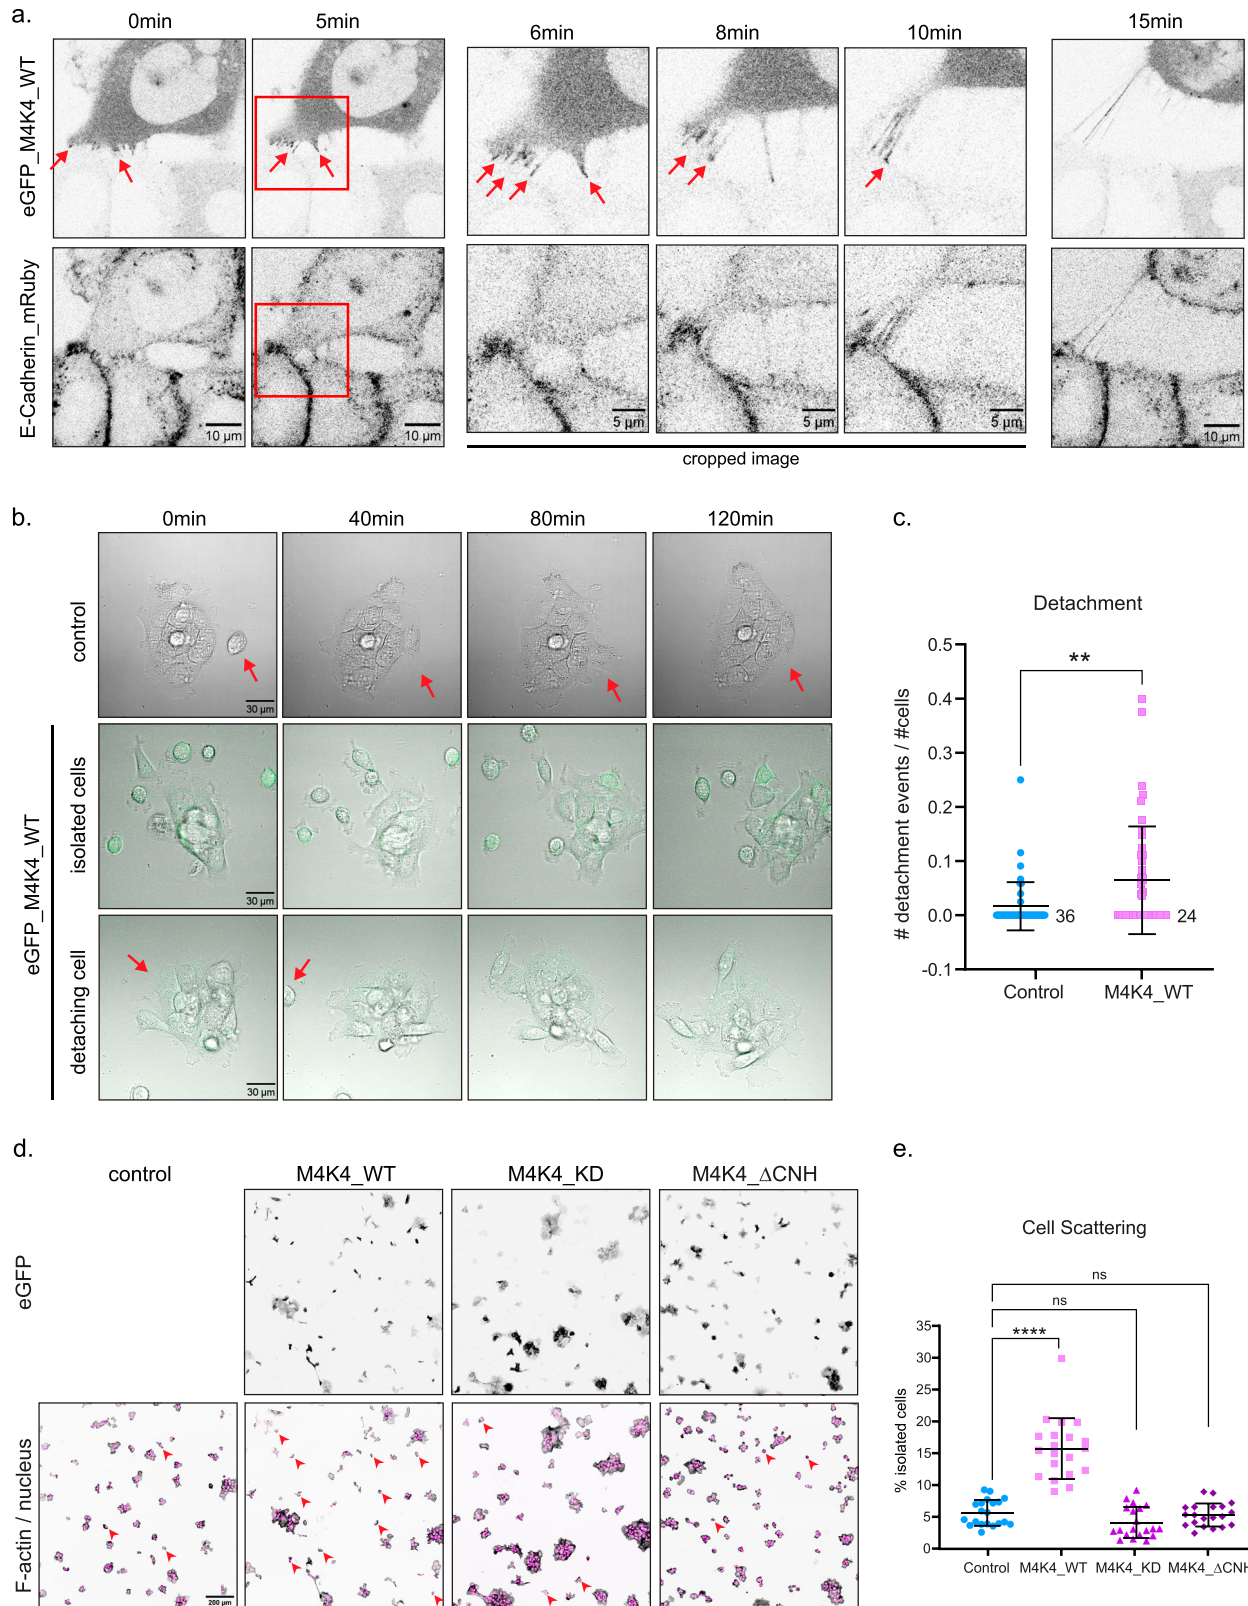 a.
0min 5min 6min 8min 10min 15min
eGFP_M4K4_WT
E-Cadherin_mRuby
10 µm 10 µm 5 µm 5 µm 5 µm 10 µm
cropped image
b.
0min 40min 80min 120min
control
30 µm
eGFP_M4K4_WT
isolated cells
30 µm
detaching cell
30 µm
c.
Detachment
# detachment events / #cells
0.5
**
0.4
0.3
0.2
0.1
0.0
36
24
-0.1
Control M4K4_WT
d.
control M4K4_WT M4K4_KD M4K4_ΔCNH
eGFP
F-actin / nucleus
200 µm
e.
Cell Scattering
ns
ns
****
% isolated cells
35
30
25
20
15
10
5
0
Control M4K4_WT M4K4_KD M4K4_ΔCNH